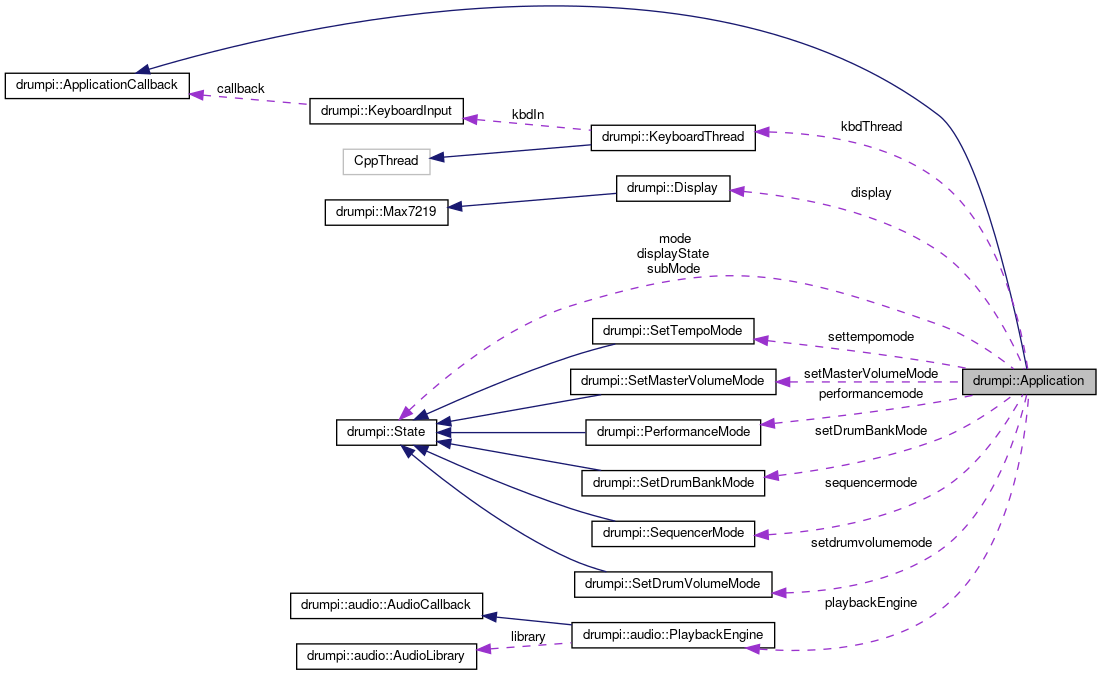 drumpi::ApplicationCallback
callback
drumpi::KeyboardInput
kbdIn
drumpi::KeyboardThread
kbdThread
CppThread
drumpi::Display
display
drumpi::Max7219
mode
displayState
subMode
drumpi::SetTempoMode
settempomode
drumpi::SetMasterVolumeMode
setMasterVolumeMode
drumpi::Application
performancemode
drumpi::State
drumpi::PerformanceMode
setDrumBankMode
drumpi::SetDrumBankMode
sequencermode
drumpi::SequencerMode
setdrumvolumemode
drumpi::SetDrumVolumeMode
playbackEngine
drumpi::audio::AudioCallback
drumpi::audio::PlaybackEngine
library
drumpi::audio::AudioLibrary